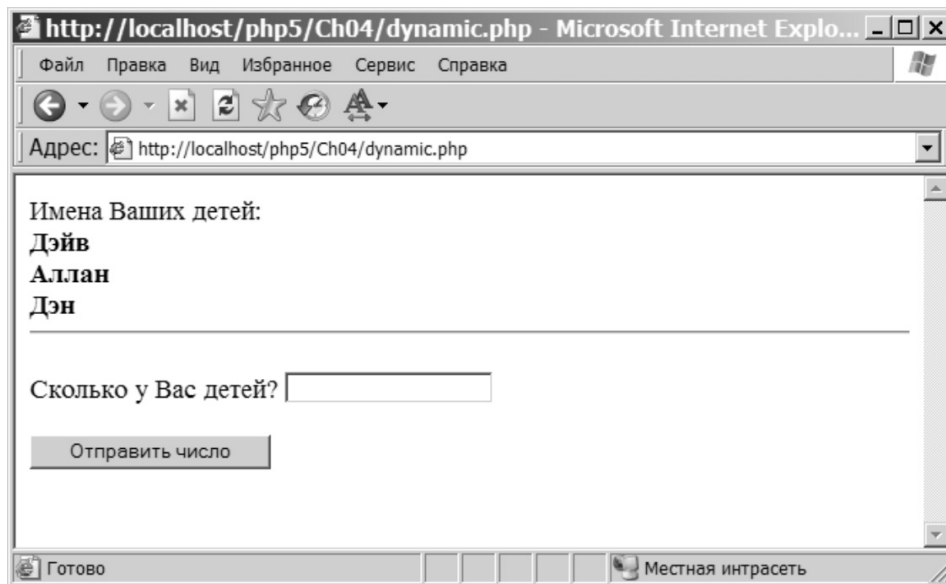 http://localhost/php5/Ch04/dynamic.php - Microsoft Internet Explo...
Файл Правка Вид Избранное Сервис Справка
Адрес: http://localhost/php5/Ch04/dynamic.php
Имена Ваших детей:
Дэйв
Аллан
Дэн
Сколько у Вас детей?
Отправить число
Готово Местная интрасеть